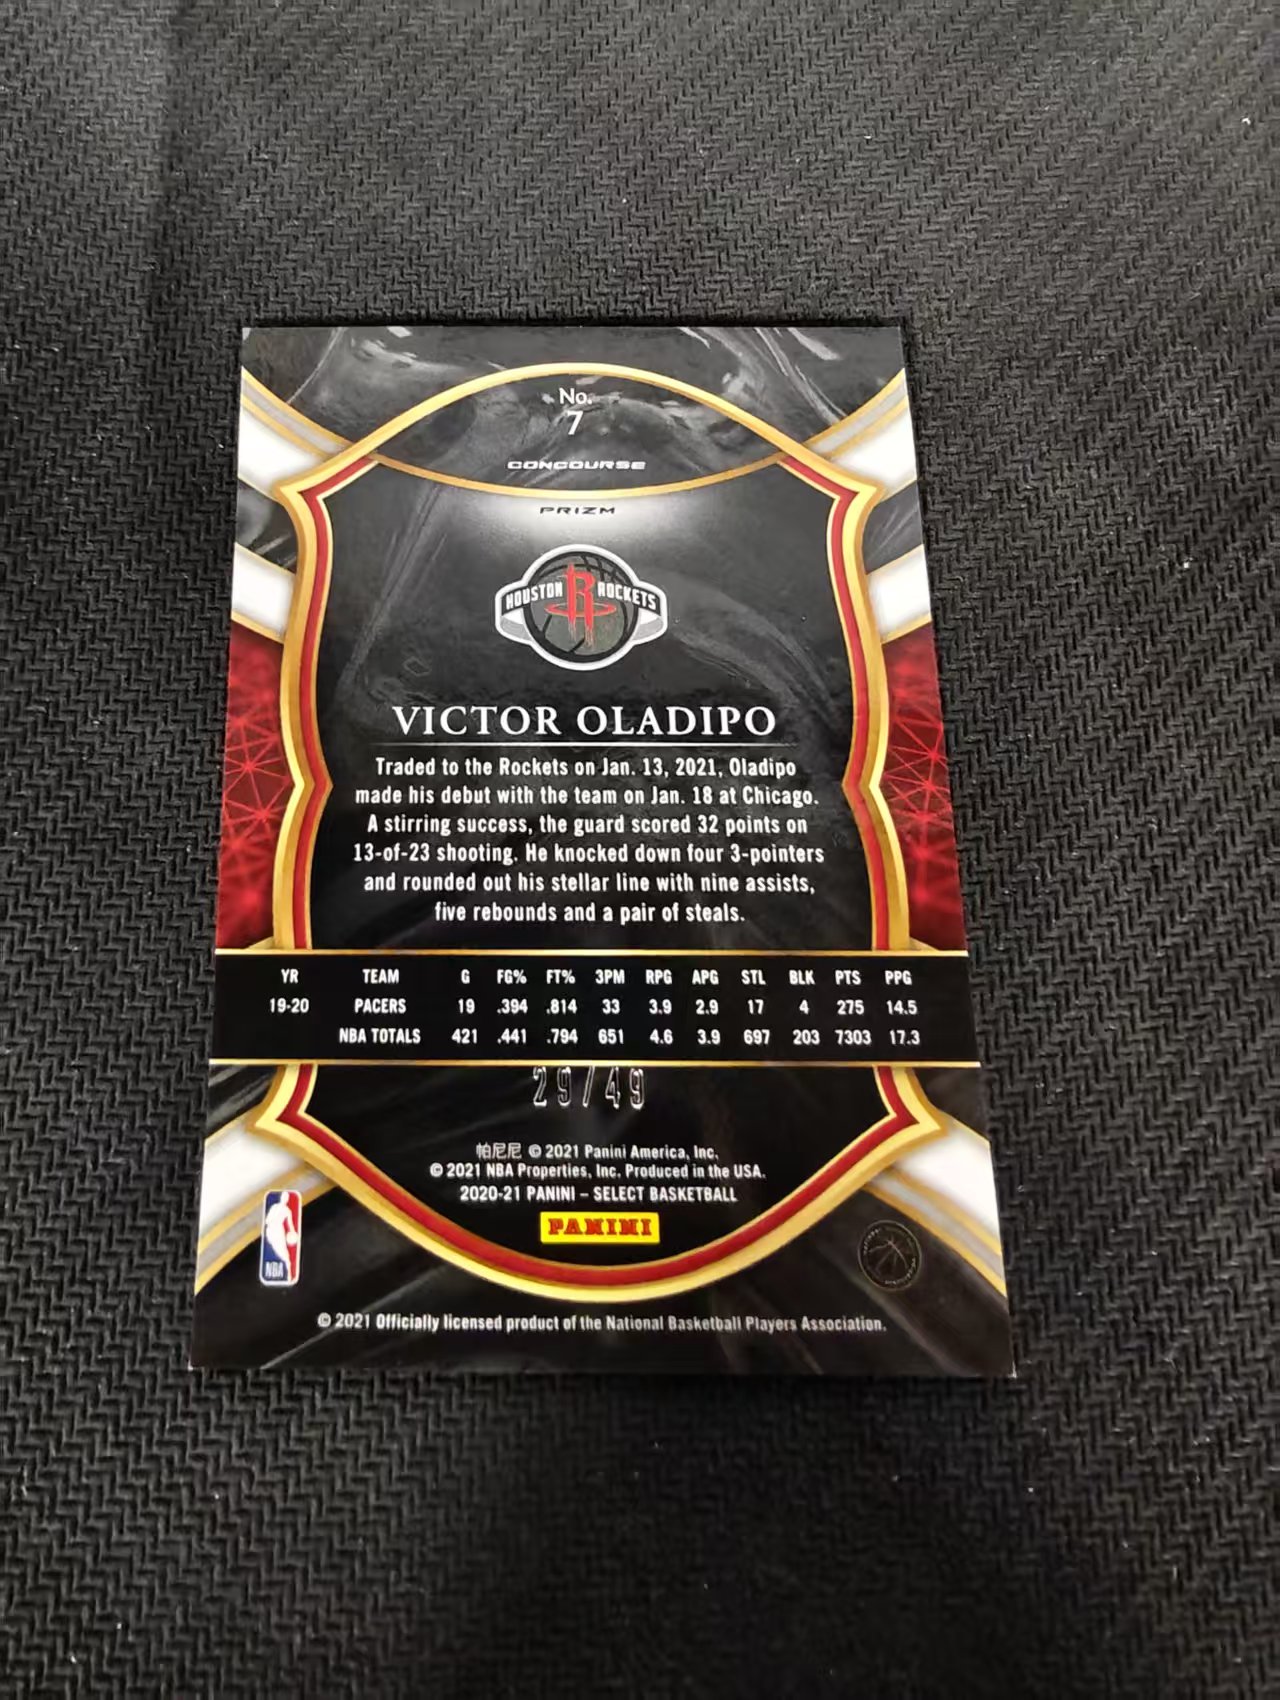 No.
7
CONCOURSE
PRIZM
HOUSTON R ROCKETS
VICTOR OLADIPO
Traded to the Rockets on Jan. 13, 2021, Oladipo
made his debut with the team on Jan. 18 at Chicago.
A stirring success, the guard scored 32 points on
13-of-23 shooting. He knocked down four 3-pointers
and rounded out his stellar line with nine assists,
five rebounds and a pair of steals.
YR TEAM G FG% FT% 3PM RPG APG STL BLK PTS PPG
19-20 PACERS 19 .394 .814 33 3.9 2.9 17 4 275 14.5
NBA TOTALS 421 .441 .794 651 4.6 3.9 697 203 7303 17.3
29/49
帕尼尼 © 2021 Panini America, Inc.
© 2021 NBA Properties, Inc. Produced in the USA.
2020-21 PANINI – SELECT BASKETBALL
PANINI
NBA
© 2021 Officially licensed product of the National Basketball Players Association.